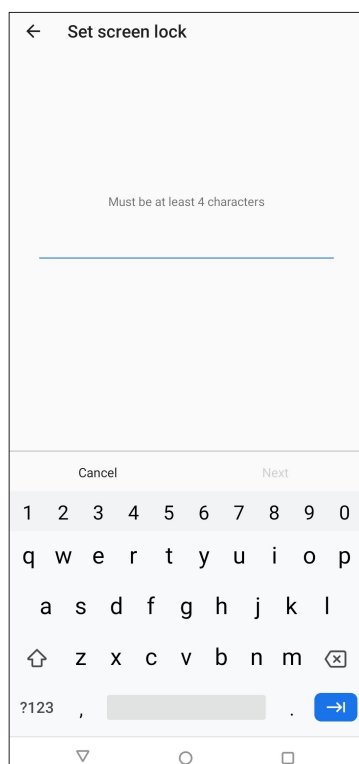 Set screen lock
Must be at least 4 characters
Cancel Next
1 2 3 4 5 6 7 8 9 0
q w e r t y u i o p
a s d f g h j k l
z x c v b n m
?123 , .